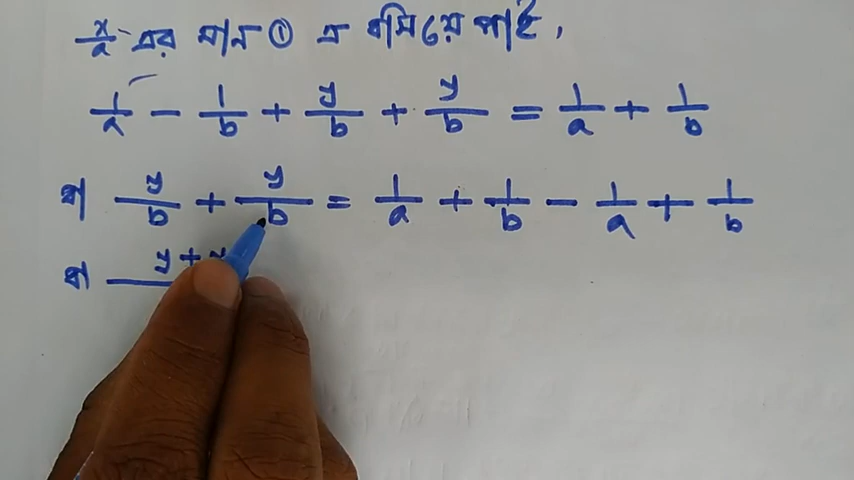 x/a এর মান ① এ বসিয়ে পাই,
1/a - 1/b + y/b + y/b = 1/a + 1/b
বা y/b + y/b = 1/a + 1/b - 1/a + 1/b
বা y+y